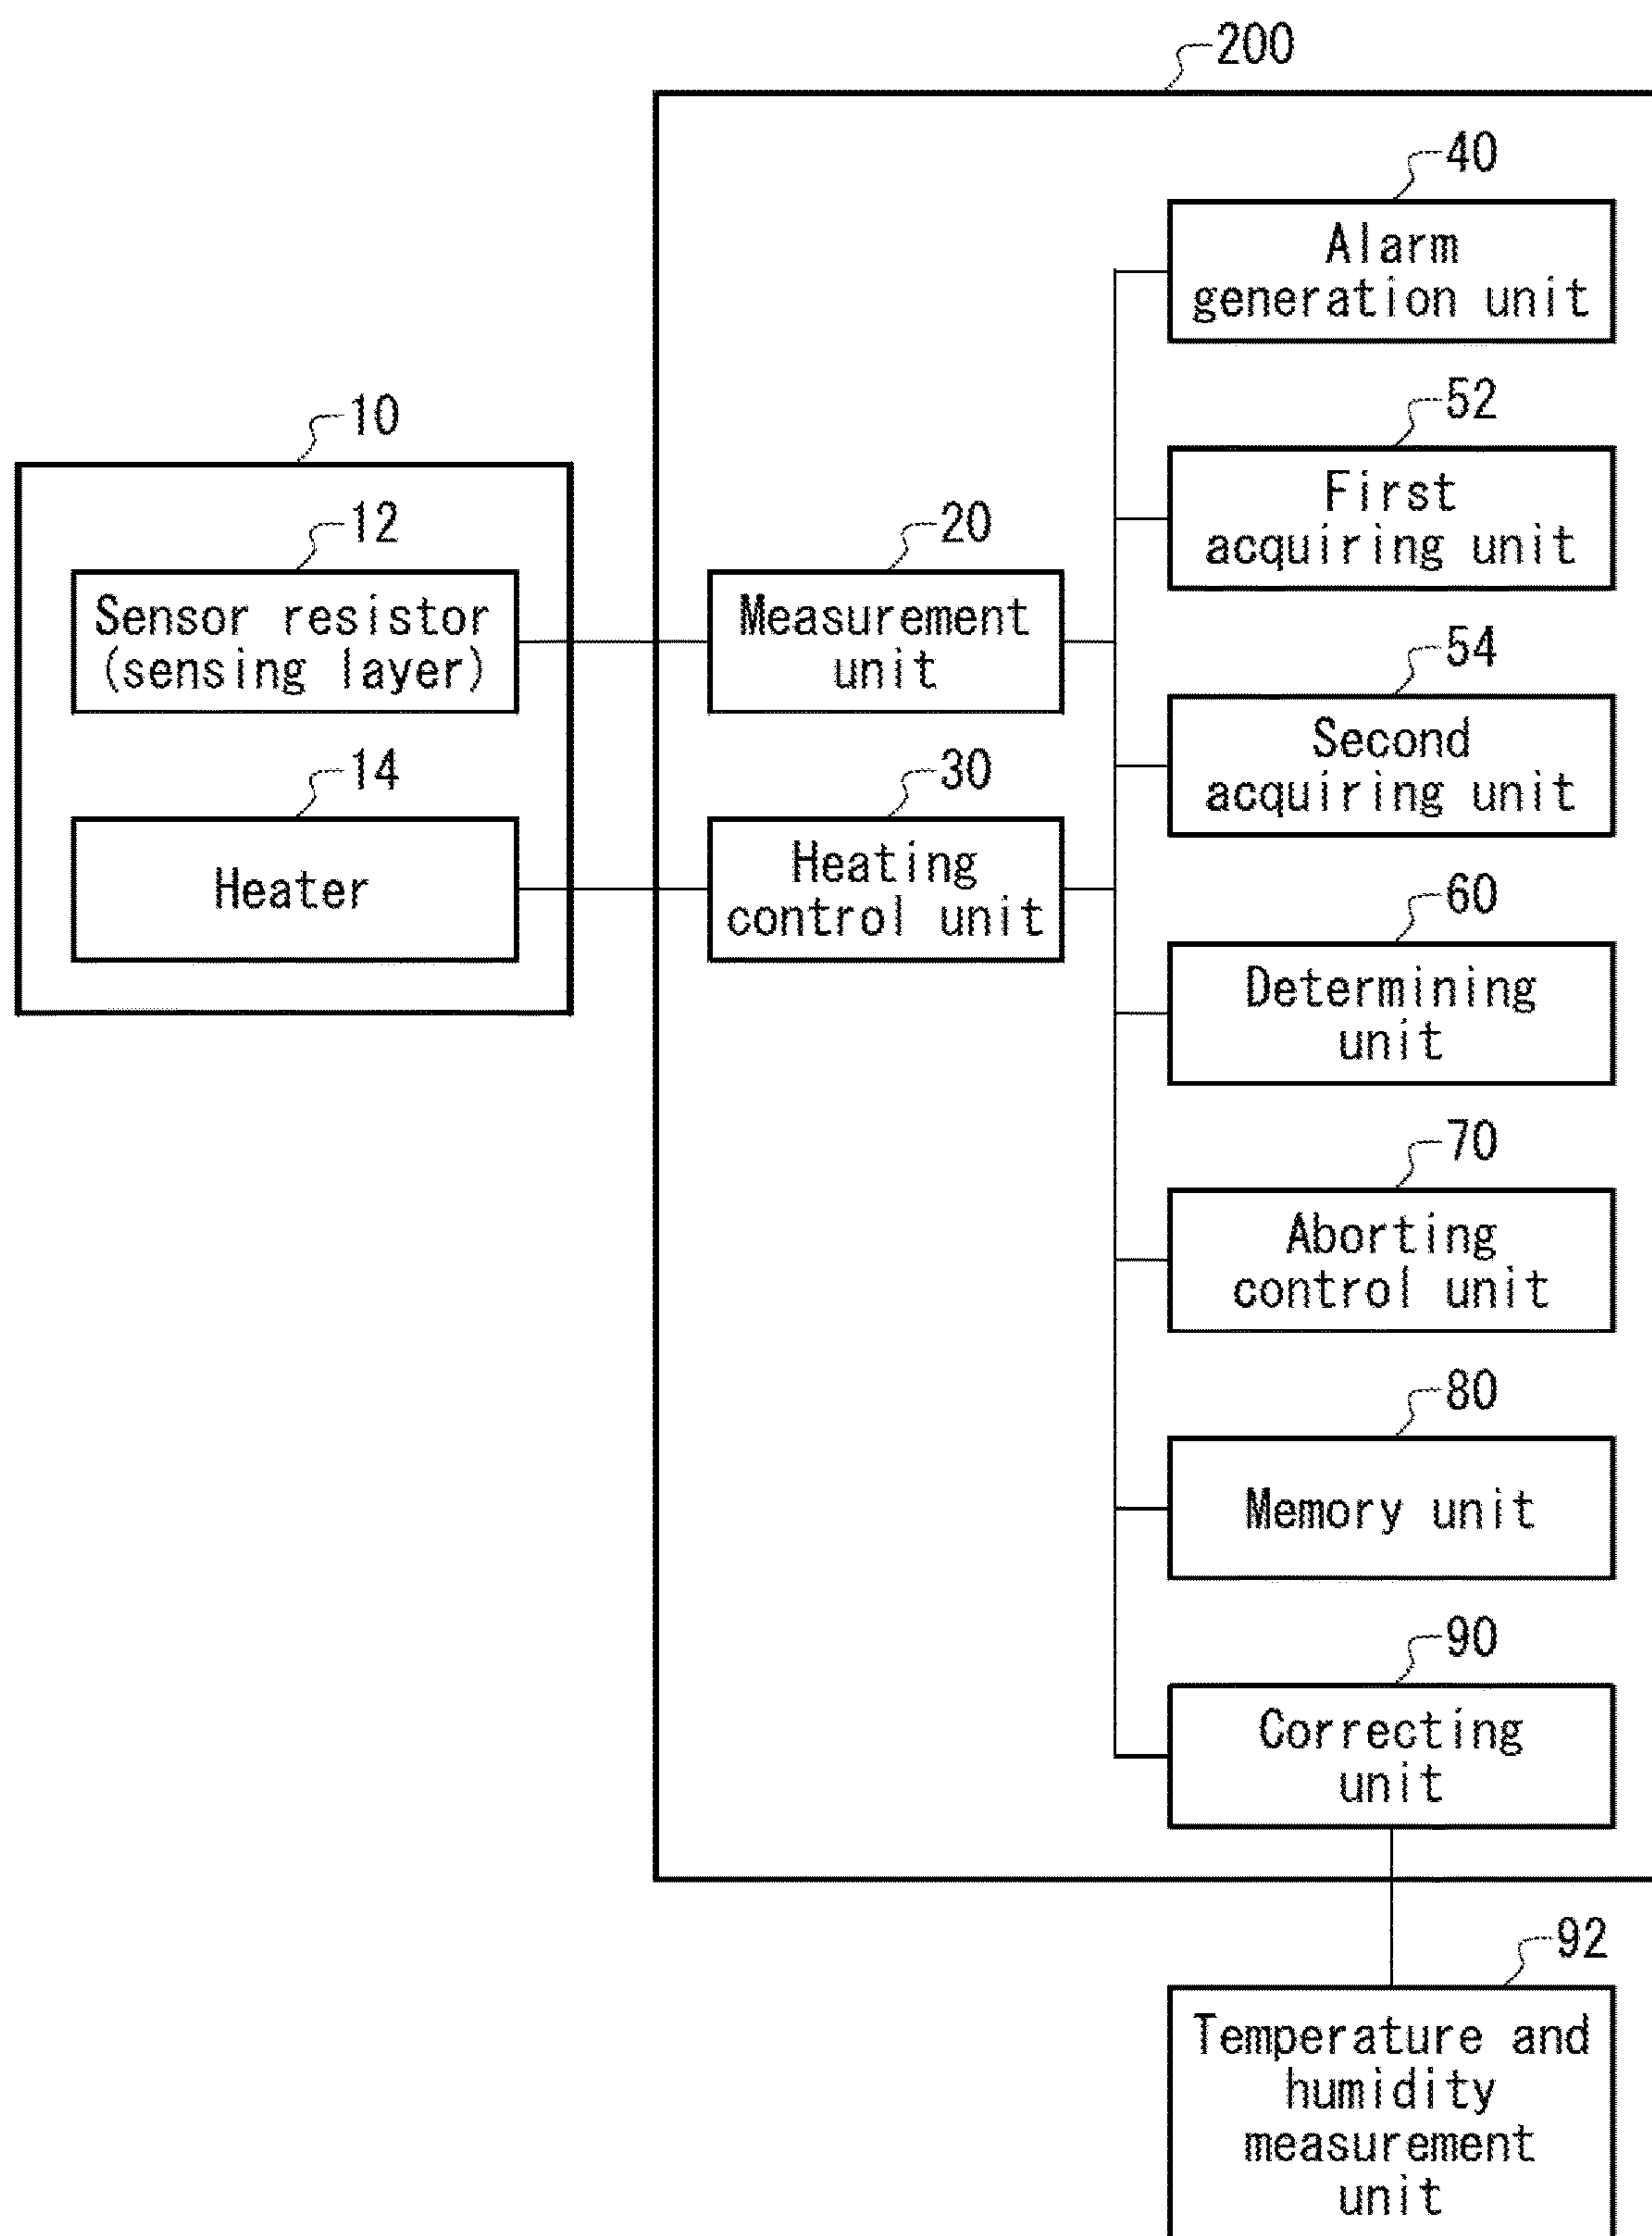 200
40
Alarm
generation unit
52
First
acquiring unit
10
12
Sensor resistor
(sensing layer)
20
Measurement
unit
54
Second
acquiring unit
14
Heater
30
Heating
control unit
60
Determining
unit
70
Aborting
control unit
80
Memory unit
90
Correcting
unit
92
Temperature and
humidity
measurement
unit